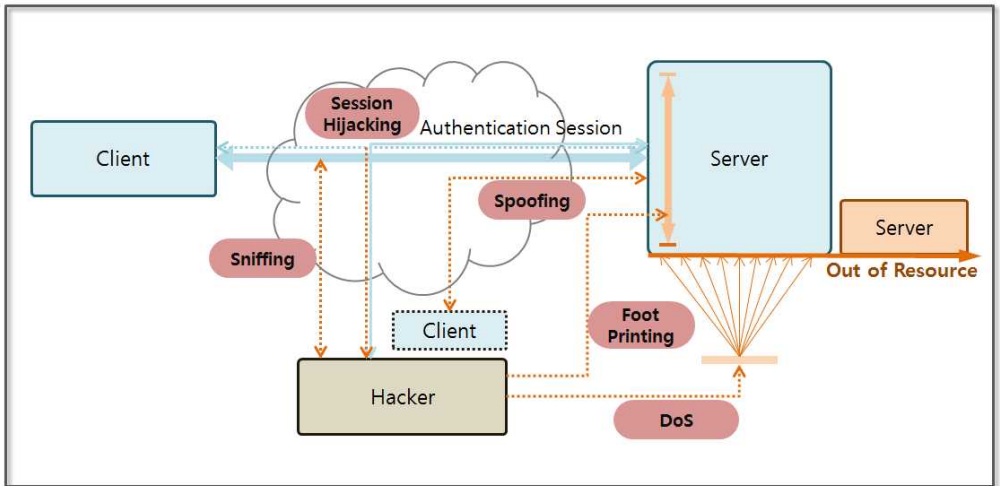 Session
Hijacking
Authentication Session
Client
Server
Spoofing
Server
Sniffing
Out of Resource
Client
Foot
Printing
Hacker
DoS